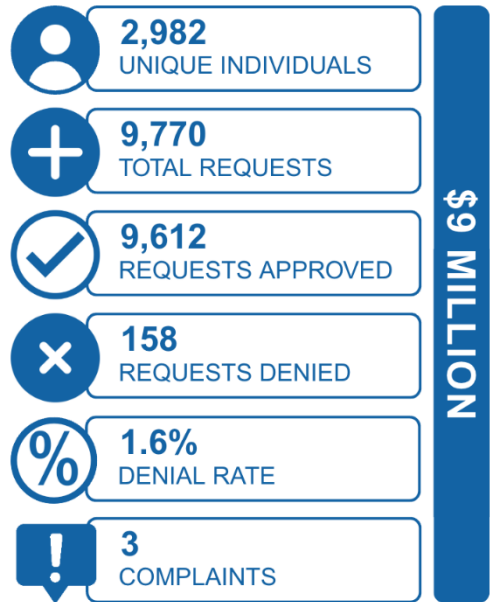 2,982
UNIQUE INDIVIDUALS
9,770
TOTAL REQUESTS
9,612
REQUESTS APPROVED
158
REQUESTS DENIED
%
1.6%
DENIAL RATE
!
3
COMPLAINTS
$9 MILLION